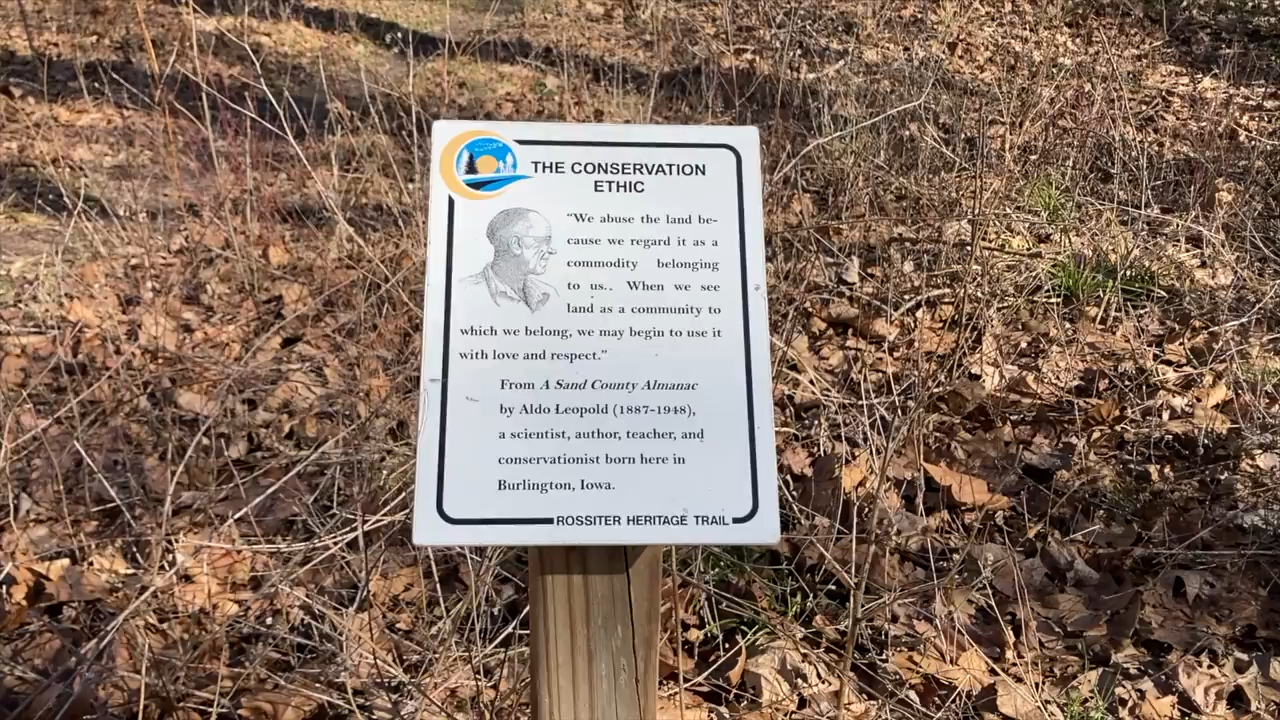 THE CONSERVATION
ETHIC
“We abuse the land be-
cause we regard it as a
commodity belonging
to us.. When we see
land as a community to
which we belong, we may begin to use it
with love and respect.”
From A Sand County Almanac
by Aldo Leopold (1887-1948),
a scientist, author, teacher, and
conservationist born here in
Burlington, Iowa.
ROSSITER HERITAGE TRAIL